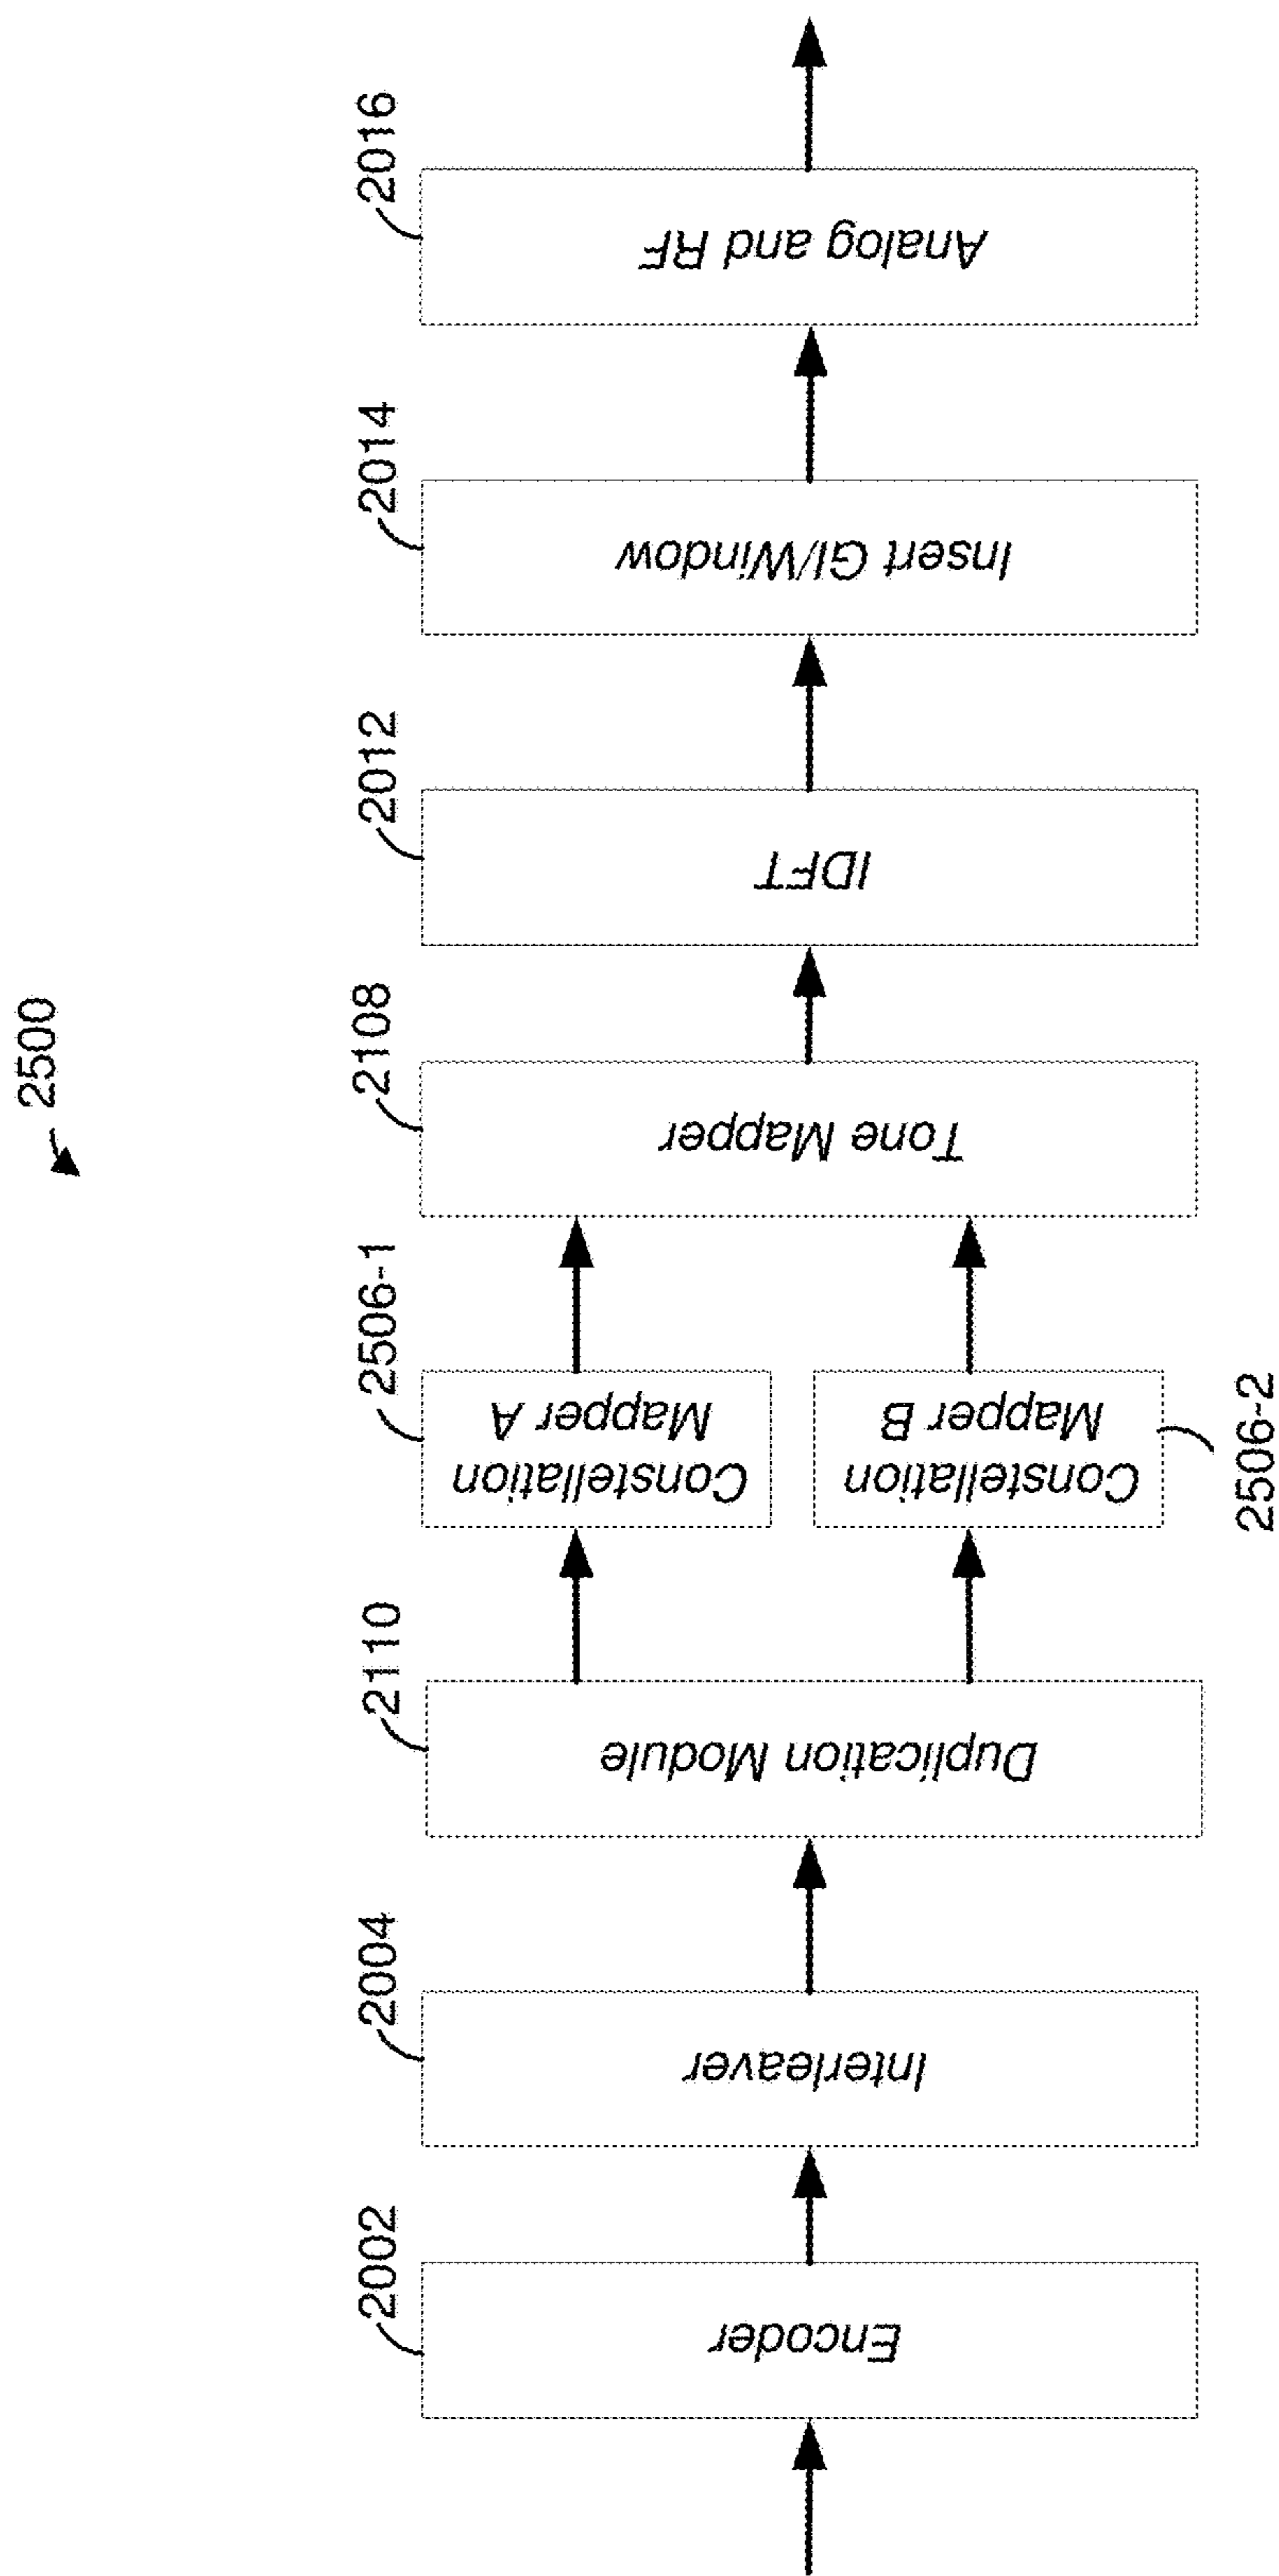 2500
2002
Encoder
2004
Interleaver
2110
Duplication Module
2506-1
Constellation
Mapper A
Constellation
Mapper B
2506-2
2108
Tone Mapper
2012
IDFT
2014
Insert GI/Window
2016
Analog and RF